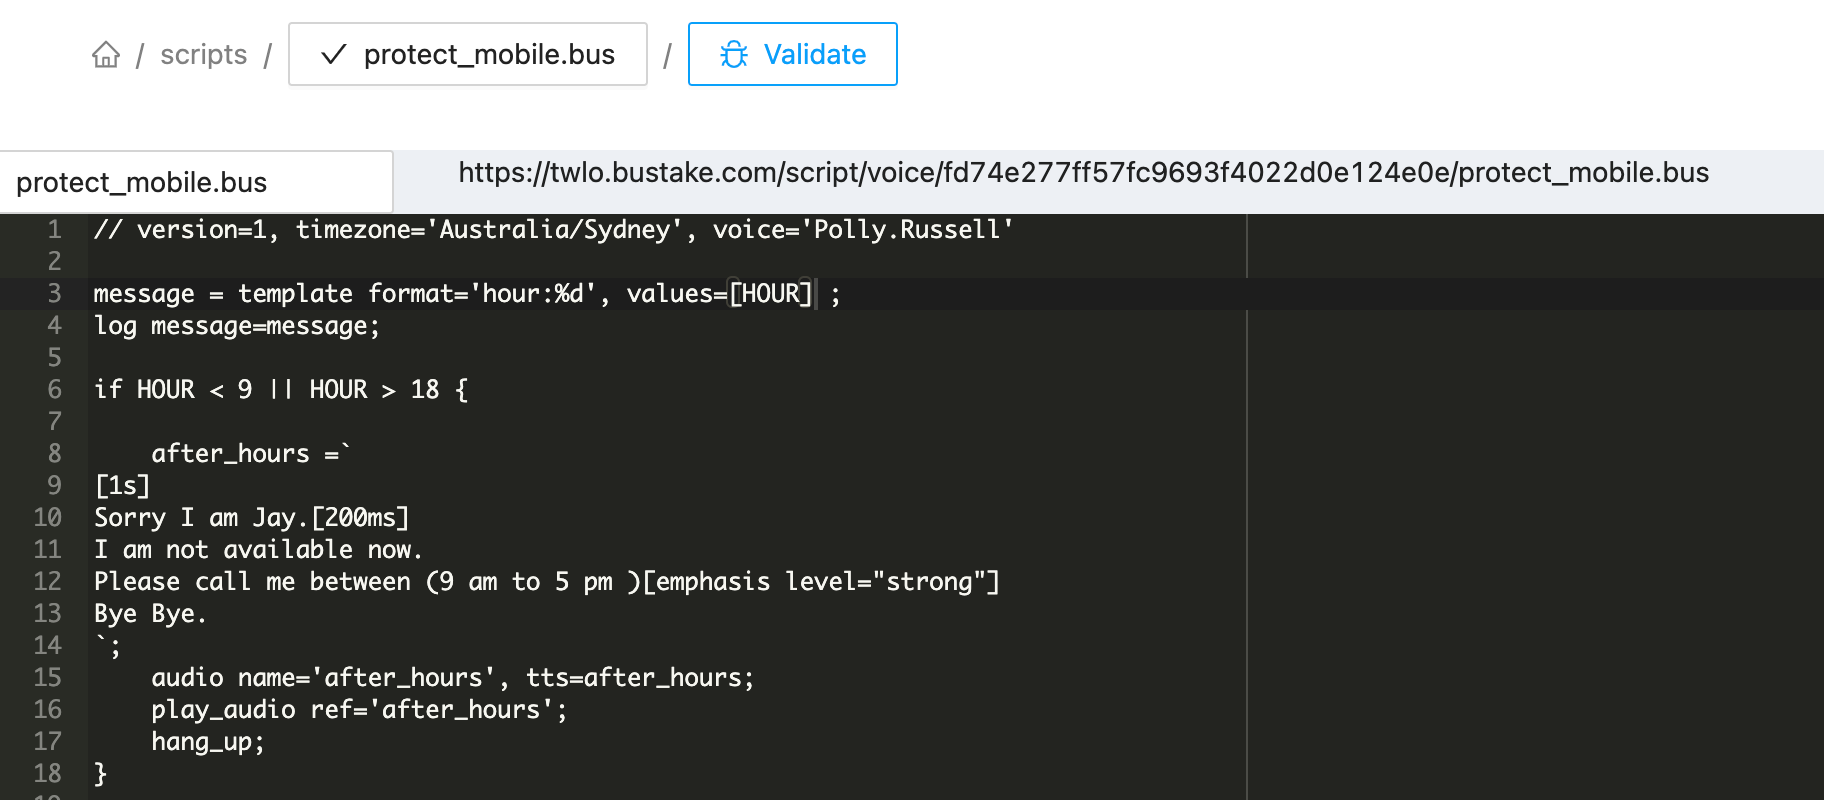 / scripts / protect_mobile.bus / Validate
protect_mobile.bus
https://twlo.bustake.com/script/voice/fd74e277ff57fc9693f4022d0e124e0e/protect_mobile.bus
1 // version=1, timezone='Australia/Sydney', voice='Polly.Russell'
2
3 message = template format='hour:%d', values=[HOUR] ;
4 log message=message;
5
6 if HOUR < 9 || HOUR > 18 {
7
8     after_hours =`
9 [1s]
10 Sorry I am Jay.[200ms]
11 I am not available now.
12 Please call me between (9 am to 5 pm )[emphasis level="strong"]
13 Bye Bye.
14 `;
15     audio name='after_hours', tts=after_hours;
16     play_audio ref='after_hours';
17     hang_up;
18 }